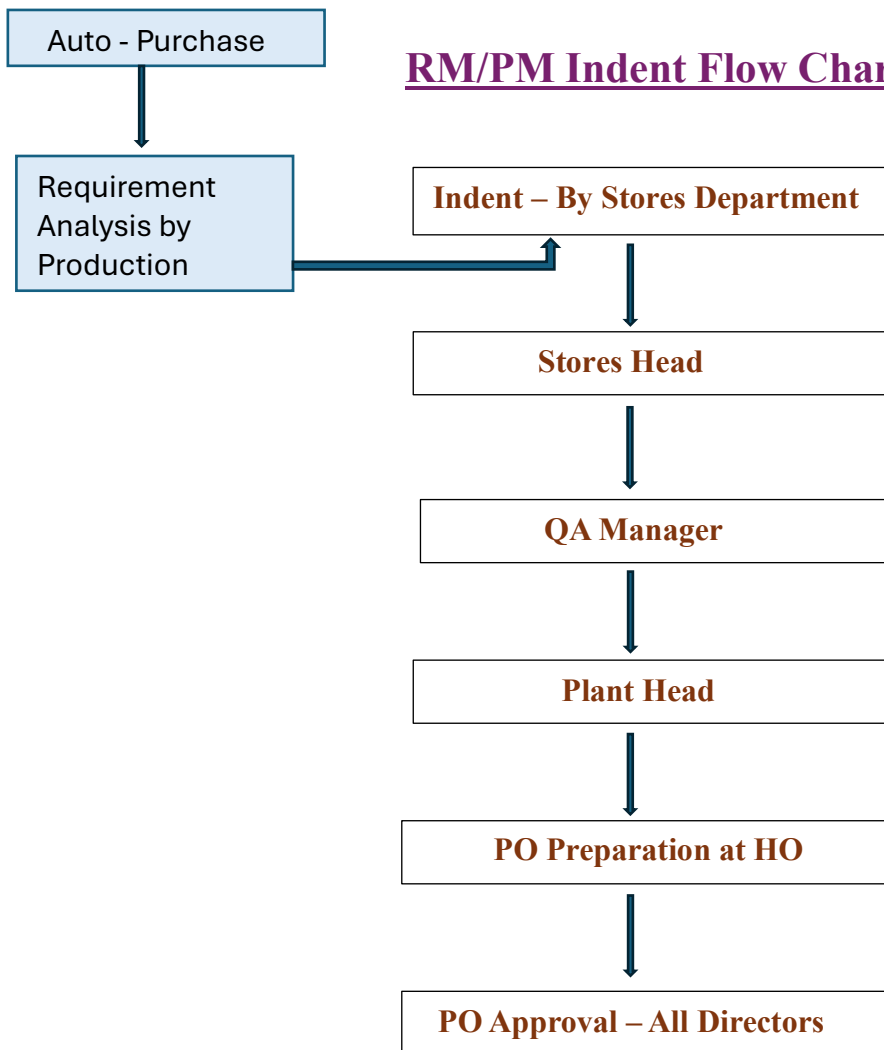 Auto - Purchase
RM/PM Indent Flow Char
Requirement
Analysis by
Production
Indent – By Stores Department
Stores Head
QA Manager
Plant Head
PO Preparation at HO
PO Approval – All Directors